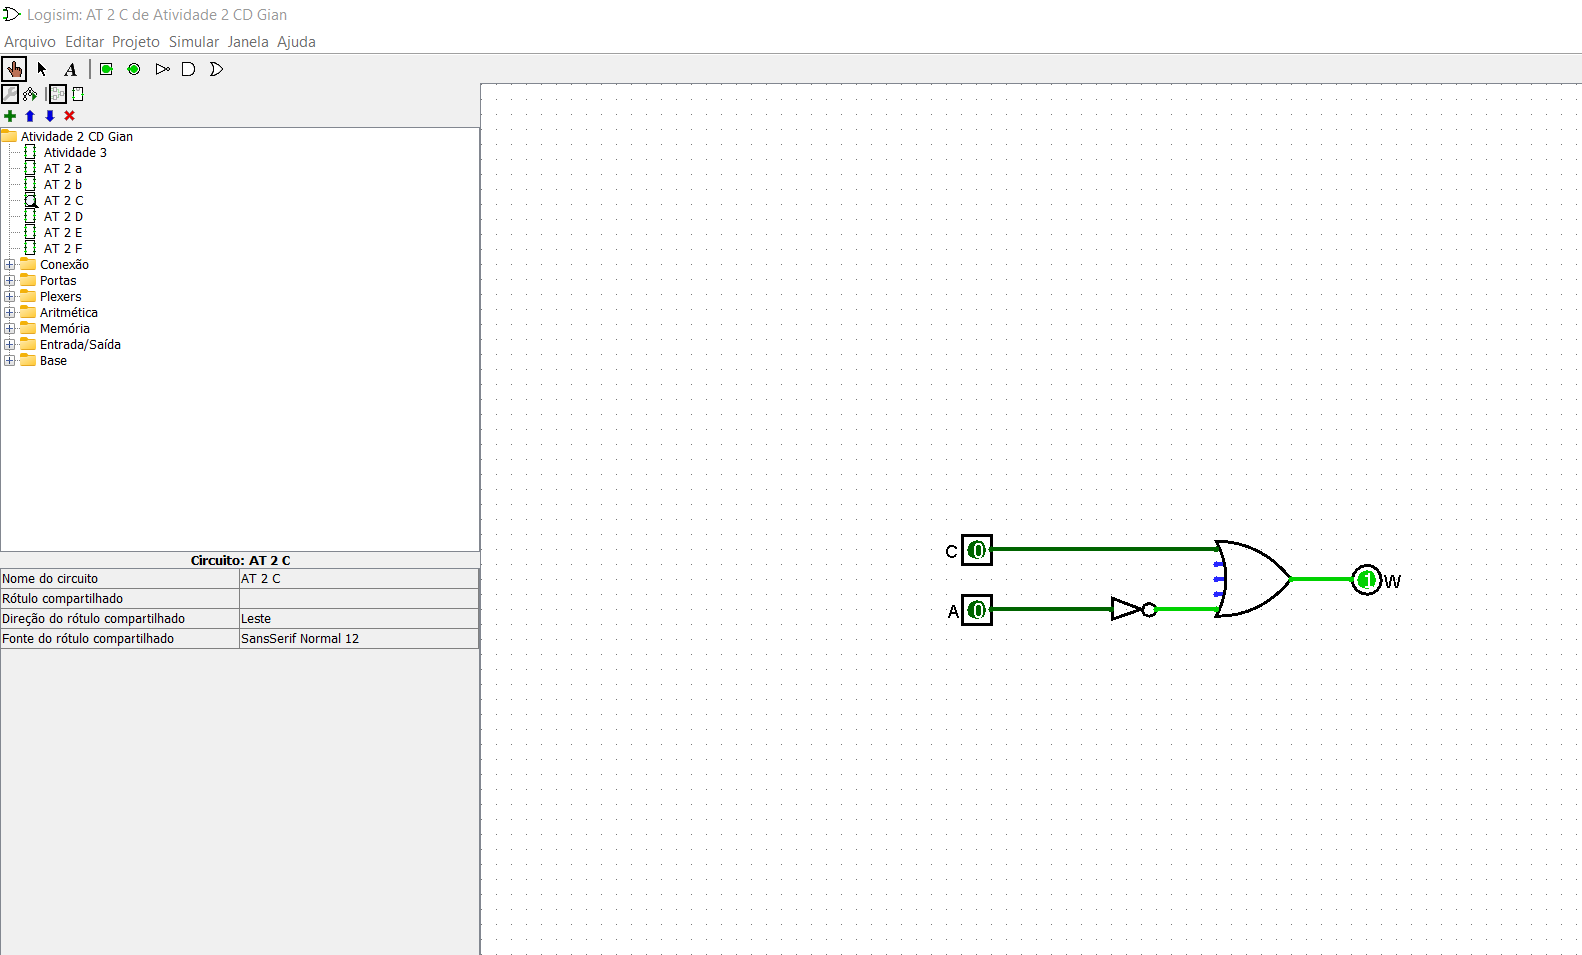 Logisim: AT 2 C de Atividade 2 CD Gian
Arquivo Editar Projeto Simular Janela Ajuda
A
Atividade 2 CD Gian
Atividade 3
AT 2 a
AT 2 b
AT 2 C
AT 2 D
AT 2 E
AT 2 F
Conexão
Portas
Plexers
Aritmética
Memória
Entrada/Saída
Base
Circuito: AT 2 C
Nome do circuito AT 2 C
Rótulo compartilhado
Direção do rótulo compartilhado Leste
Fonte do rótulo compartilhado SansSerif Normal 12
C 0
1 W
A 0